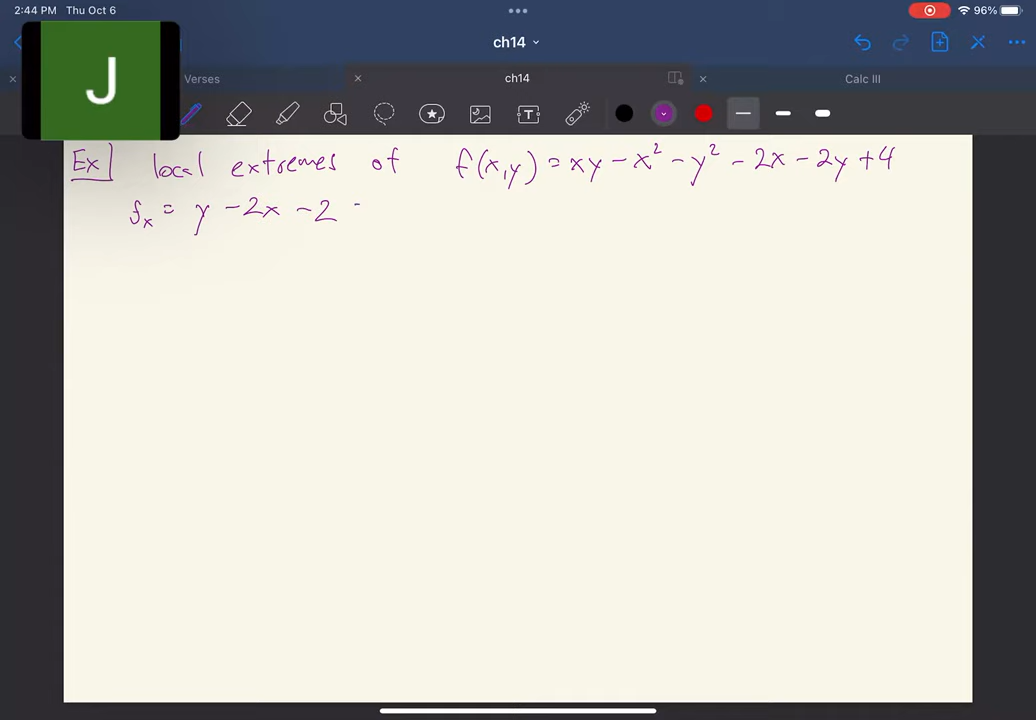 2:44 PM Thu Oct 6
96%
ch14
Verses
ch14
Calc III
J
T
Ex] local extremes of f(x,y) = xy - x² - y² - 2x - 2y + 4
fₓ = y - 2x - 2 -